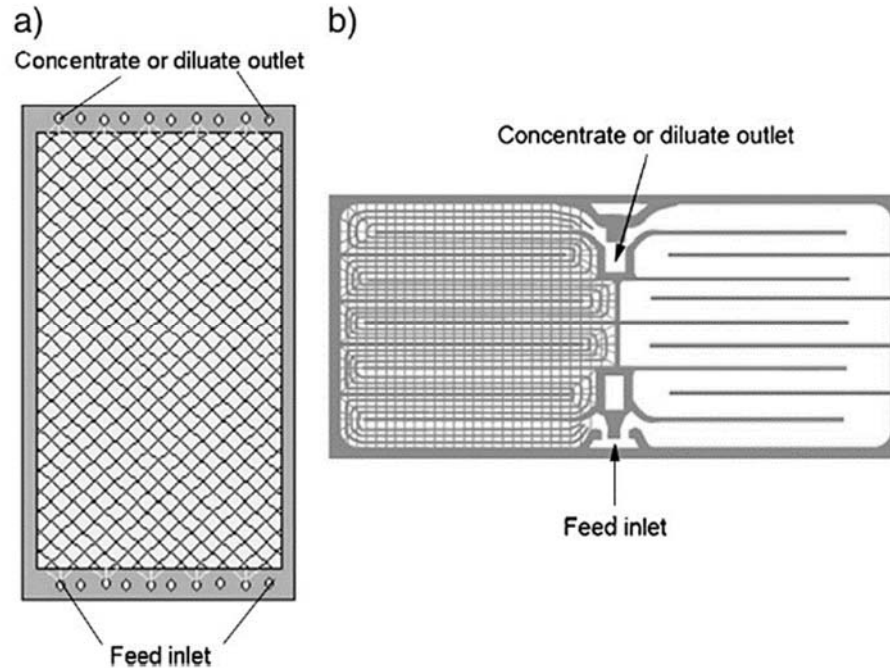 a)
Concentrate or diluate outlet
Feed inlet
b)
Concentrate or diluate outlet
Feed inlet